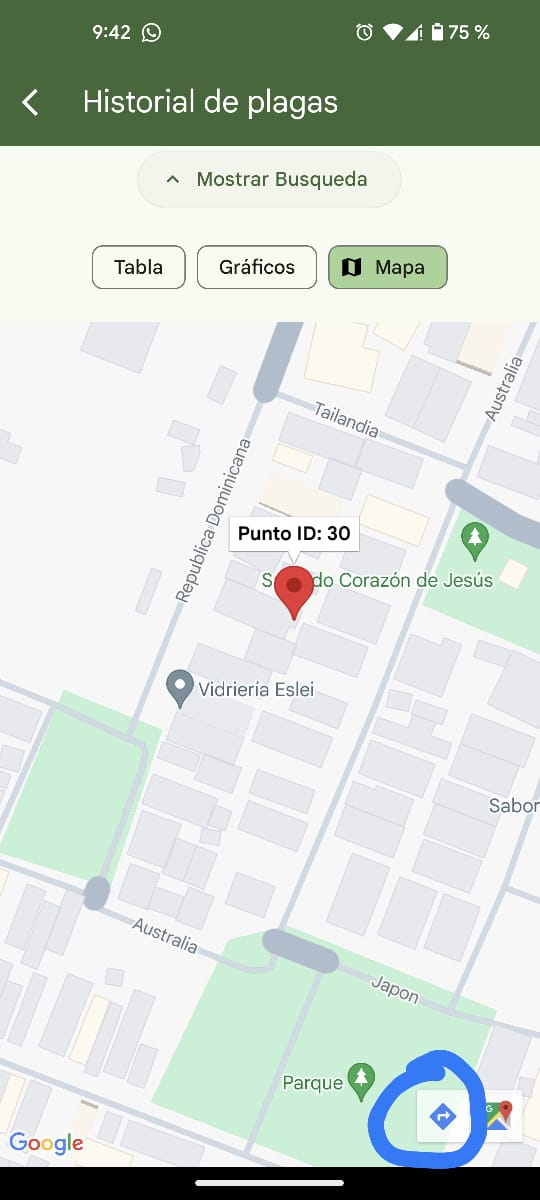 9:42
75 %
Historial de plagas
Mostrar Busqueda
Tabla
Gráficos
Mapa
Australia
Tailandia
Republica Dominicana
Punto ID: 30
do Corazón de Jesús
Vidriería Eslei
Sabor
Australia
Japon
Parque
Google
G